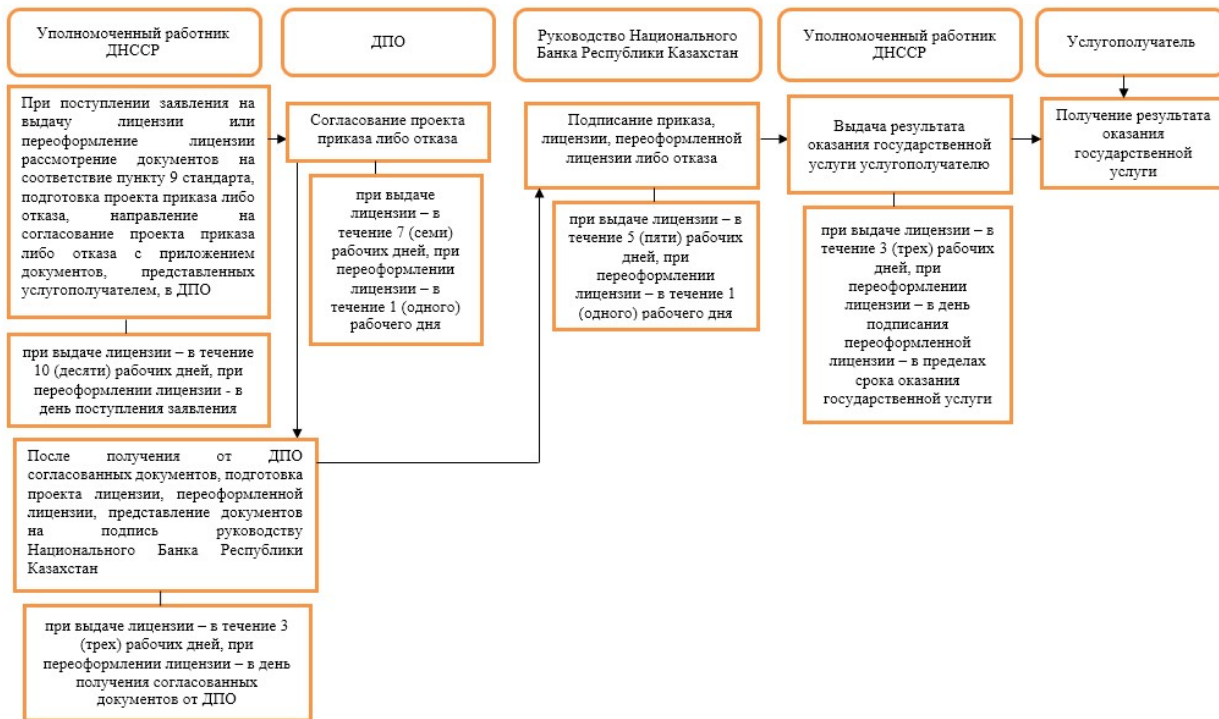 Уполномоченный работник
ДНССР
ДПО
Руководство Национального
Банка Республики Казахстан
Уполномоченный работник
ДНССР
Услугополучатель
При поступлении заявления на
выдачу лицензии или
переоформление лицензии
рассмотрение документов на
соответствие пункту 9 стандарта,
подготовка проекта приказа либо
отказа, направление на
согласование проекта приказа
либо отказа с приложением
документов, представленных
услугополучателем, в ДПО
Согласование проекта
приказа либо отказа
Подписание приказа,
лицензии, переоформленной
лицензии либо отказа
Выдача результата
оказания государственной
услуги услугополучателю
Получение результата
оказания
государственной
услуги
при выдаче
лицензии – в
течение 7 (семи)
рабочих дней, при
переоформлении
лицензии – в
течение 1 (одного)
рабочего дня
при выдаче лицензии – в
течение 5 (пяти) рабочих
дней, при
переоформлении
лицензии – в течение 1
(одного) рабочего дня
при выдаче лицензии – в
течение 3 (трех) рабочих
дней, при
переоформлении
лицензии – в день
подписания
переоформленной
лицензии – в пределах
срока оказания
государственной услуги
при выдаче лицензии – в течение
10 (десяти) рабочих дней, при
переоформлении лицензии - в
день поступления заявления
После получения от ДПО
согласованных документов, подготовка
проекта лицензии, переоформленной
лицензии, представление документов
на подпись руководству
Национального Банка Республики
Казахстан
при выдаче лицензии – в течение 3
(трех) рабочих дней, при
переоформлении лицензии – в день
получения согласованных
документов от ДПО